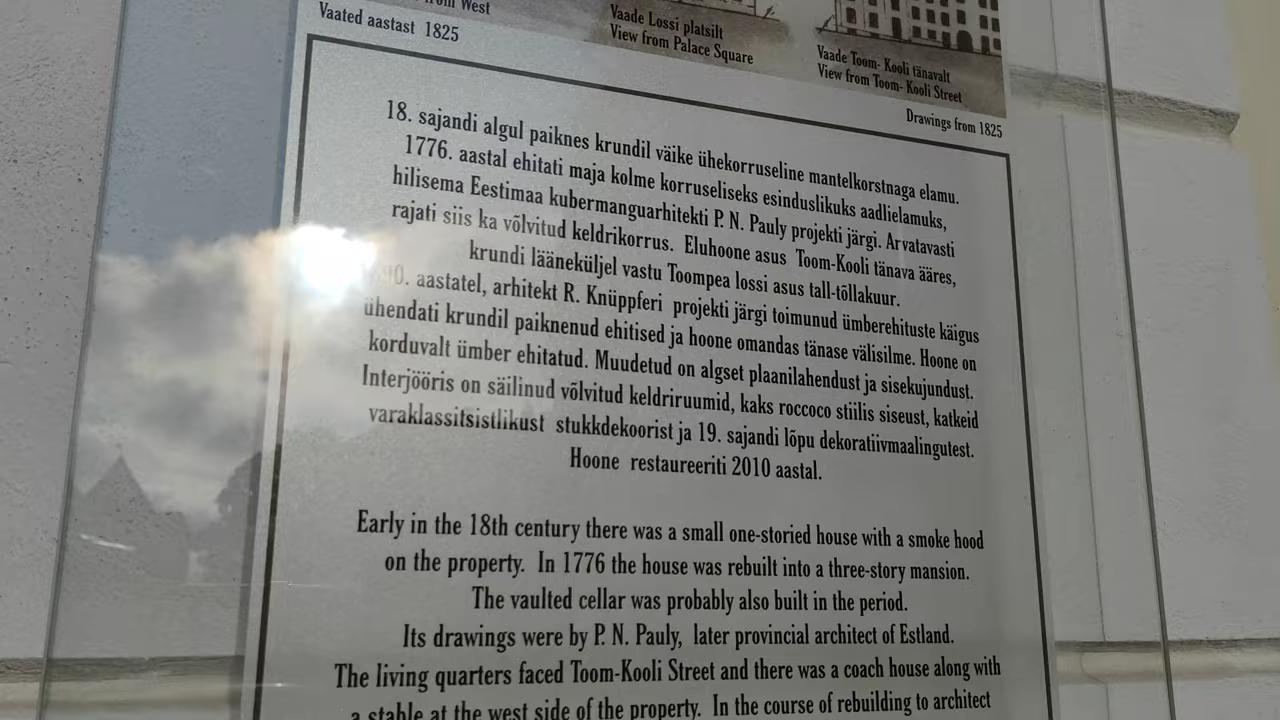 West
Vaated aastast 1825
Vaade Lossi platsilt
View from Palace Square
Vaade Toom- Kooli tänavalt
View from Toom- Kooli Street
Drawings from 1825
18. sajandi algul paiknes krundil väike ühekorruseline mantelkorstnaga elamu.
1776. aastal ehitati maja kolme korruseliseks esinduslikuks aadlielamuks,
hilisema Eestimaa kubermanguarhitekti P. N. Pauly projekti järgi. Arvatavasti
rajati siis ka võlvitud keldrikorrus. Eluhoone asus Toom-Kooli tänava ääres,
krundi lääneküljel vastu Toompea lossi asus tall-tõllakuur.
aastatel, arhitekt R. Knüpferi projekti järgi toimunud ümberehituste käigus
ühendati krundil paiknenud ehitised ja hoone omandas tänase välisilme. Hoone on
korduvalt ümber ehitatud. Muudetud on algset plaanilahendust ja sisekujundust.
Interjööris on säilinud võlvitud keldriruumid, kaks roccoco stiilis siseust, katkeid
varaklassitsistlikust stukkdekoorist ja 19. sajandi lõpu dekoratiivmaalingutest.
Hoone restaureeriti 2010 aastal.
Early in the 18th century there was a small one-storied house with a smoke hood
on the property. In 1776 the house was rebuilt into a three-story mansion.
The vaulted cellar was probably also built in the period.
Its drawings were by P. N. Pauly, later provincial architect of Estland.
The living quarters faced Toom-Kooli Street and there was a coach house along with
a stable at the west side of the property. In the course of rebuilding to architect